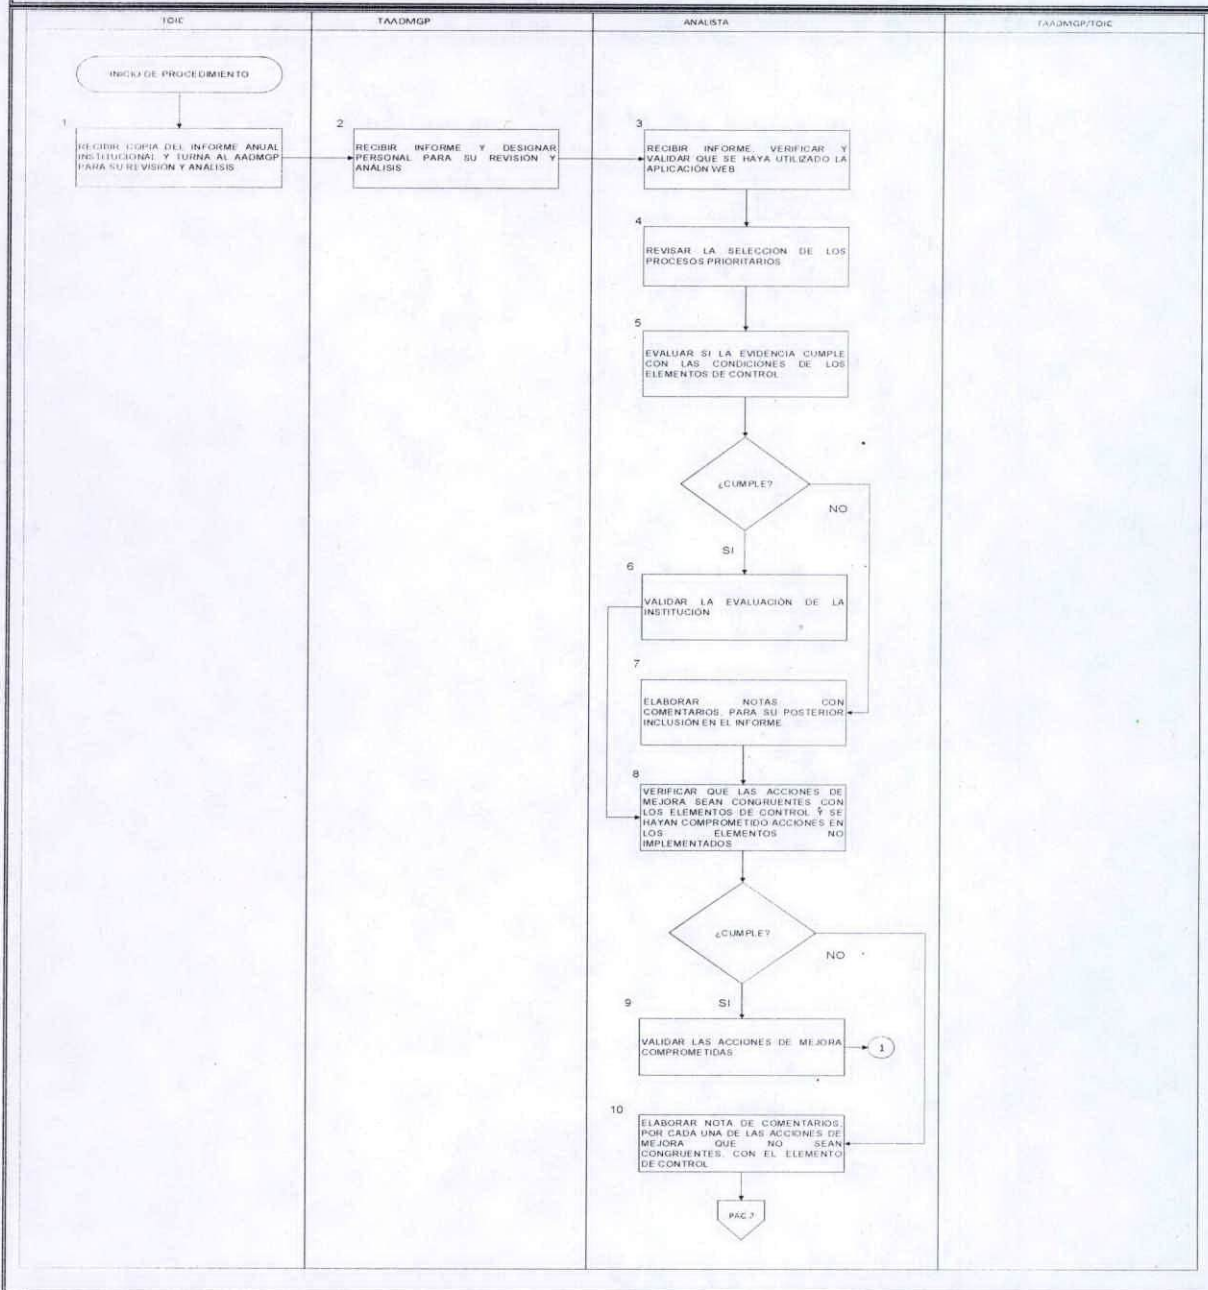 TOIC
TAADMGP
ANALISTA
TAADMGP/TOIC
INICIO DE PROCEDIMIENTO
1
RECIBIR COPIA DEL INFORME ANUAL
INSTITUCIONAL Y TURNA AL AADMGP
PARA SU REVISIÓN Y ANALISIS
2
RECIBIR INFORME Y DESIGNAR
PERSONAL PARA SU REVISIÓN Y
ANALISIS
3
RECIBIR INFORME, VERIFICAR Y
VALIDAR QUE SE HAYA UTILIZADO LA
APLICACIÓN WEB
4
REVISAR LA SELECCION DE LOS
PROCESOS PRIORITARIOS
5
EVALUAR SI LA EVIDENCIA CUMPLE
CON LAS CONDICIONES DE LOS
ELEMENTOS DE CONTROL
¿CUMPLE?
NO
SI
6
VALIDAR LA EVALUACIÓN DE LA
INSTITUCIÓN
7
ELABORAR NOTAS CON
COMENTARIOS, PARA SU POSTERIOR
INCLUSIÓN EN EL INFORME
8
VERIFICAR QUE LAS ACCIONES DE
MEJORA SEAN CONGRUENTES CON
LOS ELEMENTOS DE CONTROL Y SE
HAYAN COMPROMETIDO ACCIONES EN
LOS ELEMENTOS NO
IMPLEMENTADOS
¿CUMPLE?
NO
SI
9
VALIDAR LAS ACCIONES DE MEJORA
COMPROMETIDAS
1
10
ELABORAR NOTA DE COMENTARIOS,
POR CADA UNA DE LAS ACCIONES DE
MEJORA QUE NO SEAN
CONGRUENTES, CON EL ELEMENTO
DE CONTROL